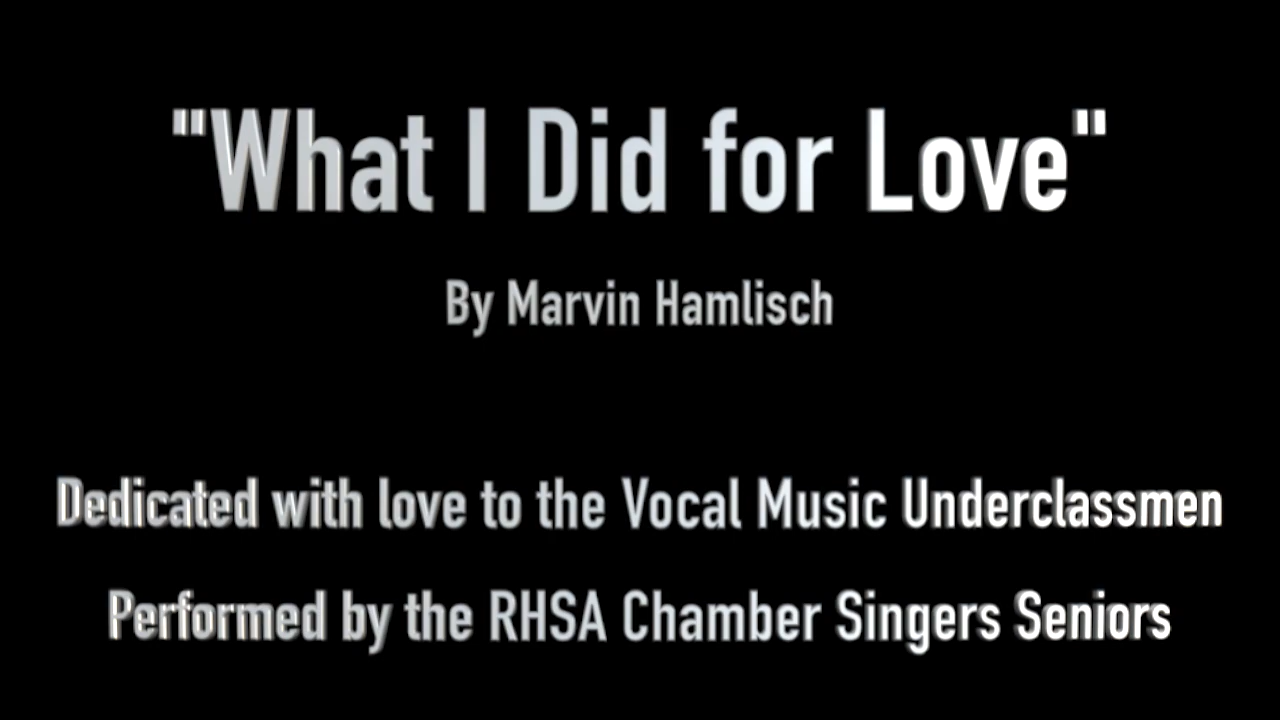 "What I Did for Love"
By Marvin Hamlisch
Dedicated with love to the Vocal Music Underclassmen
Performed by the RHSA Chamber Singers Seniors